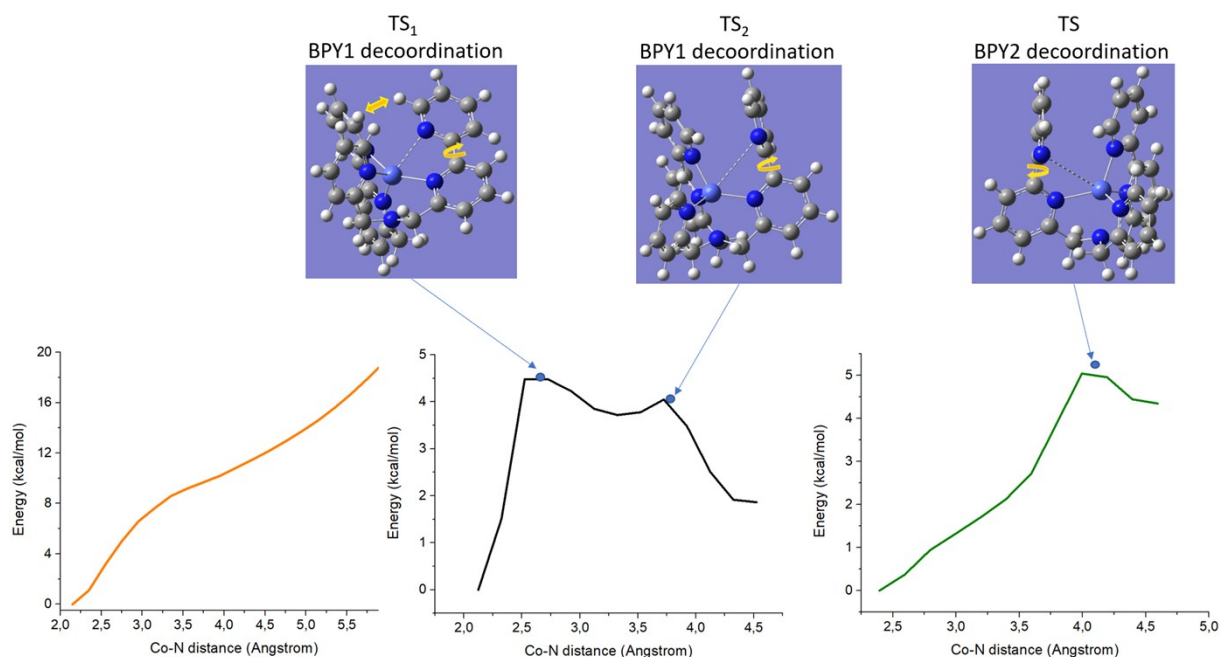 TS₁
BPY1 decoordination
TS₂
BPY1 decoordination
TS
BPY2 decoordination
Energy (kcal/mol)
20
16
12
8
4
0
2,0 2,5 3,0 3,5 4,0 4,5 5,0 5,5
Co-N distance (Angstrom)
Energy (kcal/mol)
5
4
3
2
1
0
2,0 2,5 3,0 3,5 4,0 4,5
Co-N distance (Angstrom)
Energy (kcal/mol)
5
4
3
2
1
0
2,5 3,0 3,5 4,0 4,5 5,0
Co-N distance (Angstrom)